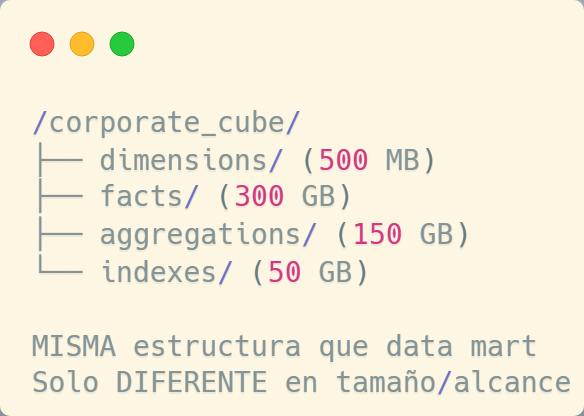 /corporate_cube/
├── dimensions/ (500 MB)
├── facts/ (300 GB)
├── aggregations/ (150 GB)
└── indexes/ (50 GB)
MISMA estructura que data mart
Solo DIFERENTE en tamaño/alcance